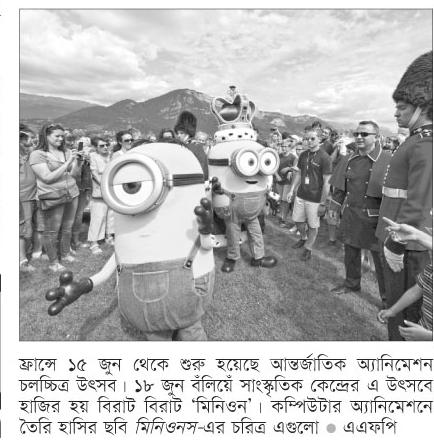 ফ্রান্সে ১৫ জুন থেকে শুরু হয়েছে আন্তর্জাতিক অ্যানিমেশন
চলচ্চিত্র উৎসব। ১৮ জুন বঁলিয়েঁ সাংস্কৃতিক কেন্দ্রের এ উৎসবে
হাজির হয় বিরাট বিরাট ‘মিনিওন’। কম্পিউটার অ্যানিমেশনে
তৈরি হাসির ছবি মিনিওনস-এর চরিত্র এগুলো ● এএফপি